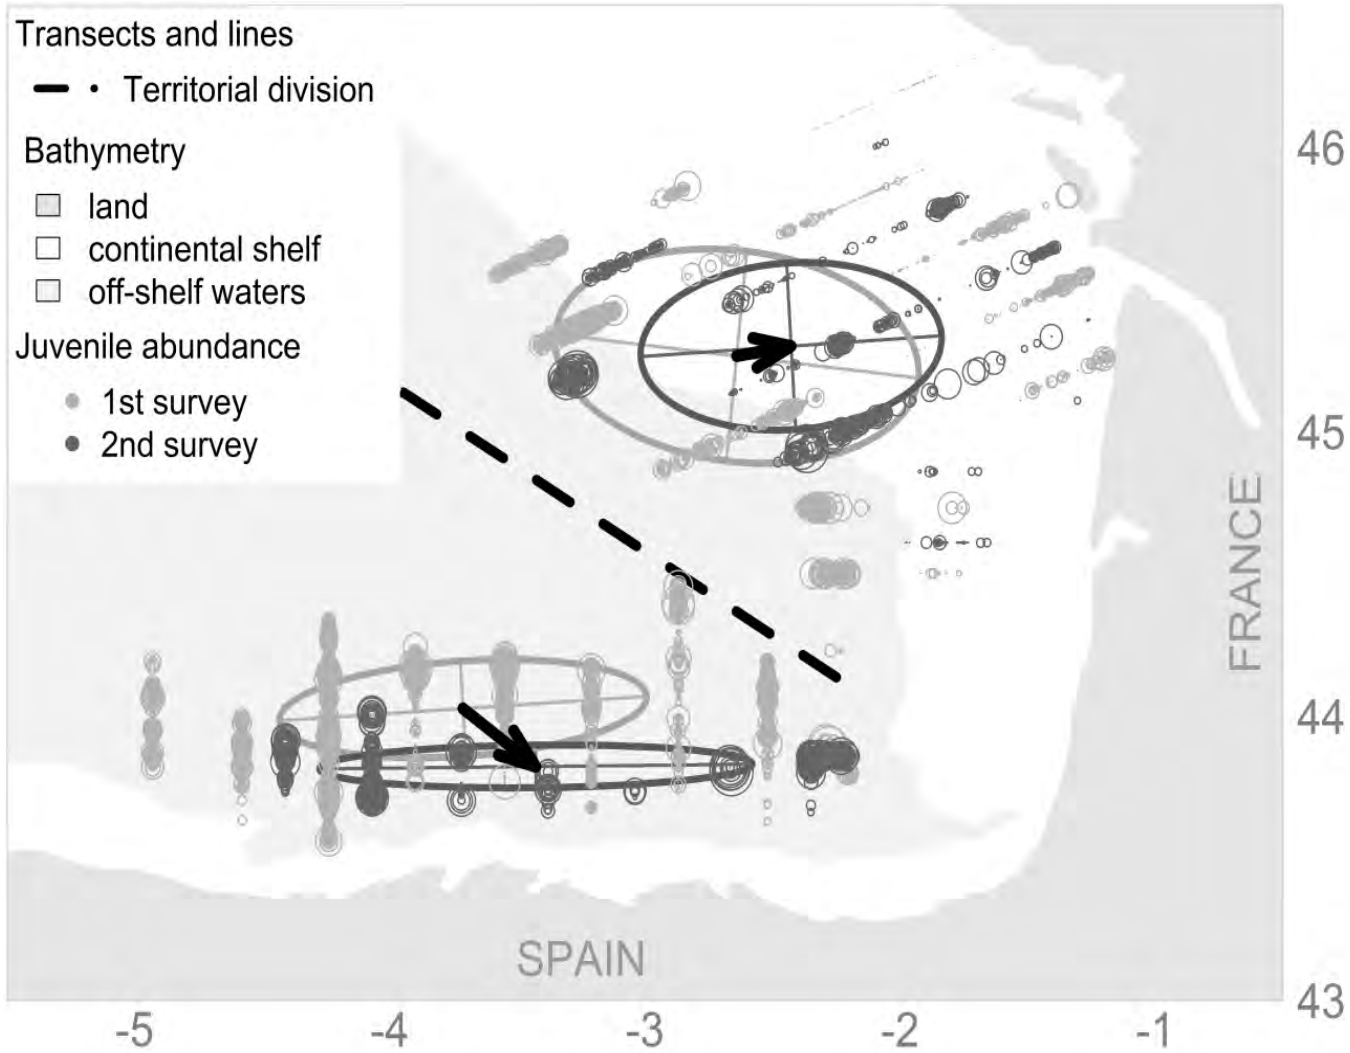 Transects and lines
Territorial division
Bathymetry
land
continental shelf
off-shelf waters
Juvenile abundance
1st survey
2nd survey
46
45
44
43
FRANCE
SPAIN
-5 -4 -3 -2 -1